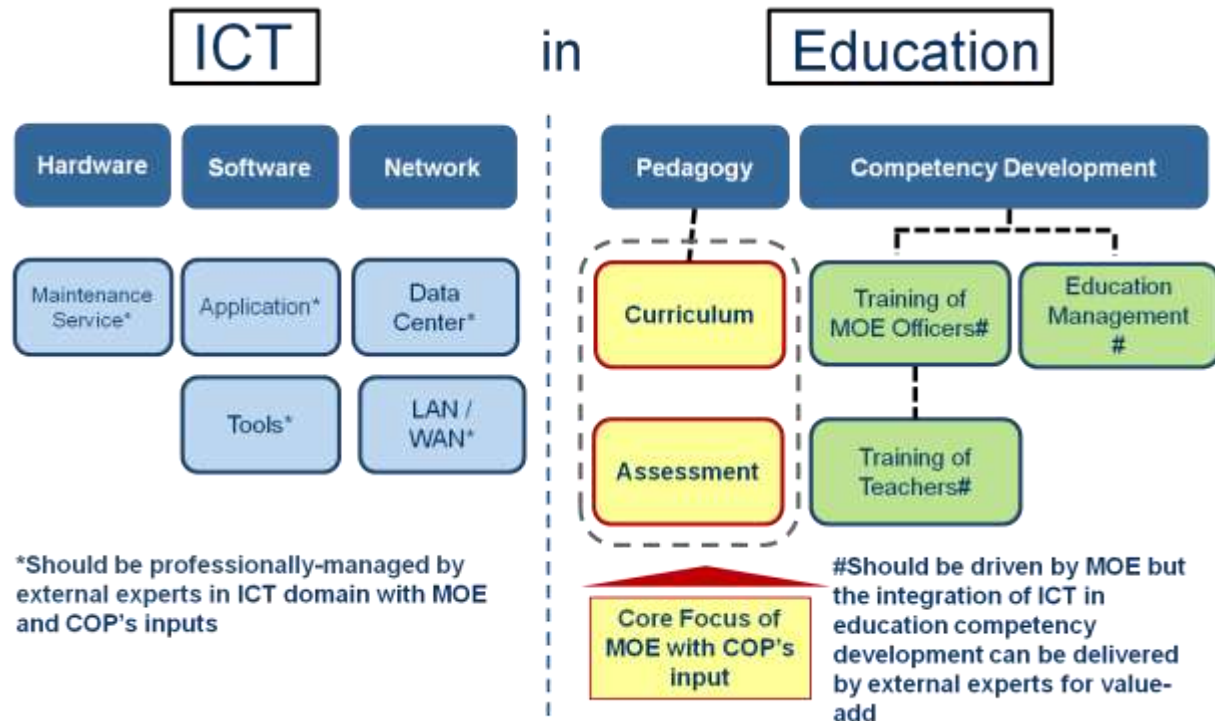 ICT in Education
Hardware
Software
Network
Pedagogy
Competency Development
Maintenance
Service*
Application*
Data
Center*
Curriculum
Training of
MOE Officers#
Education
Management
#
Tools*
LAN /
WAN*
Assessment
Training of
Teachers#
*Should be professionally-managed by
external experts in ICT domain with MOE
and COP's inputs
Core Focus of
MOE with COP's
input
#Should be driven by MOE but
the integration of ICT in
education competency
development can be delivered
by external experts for value-
add